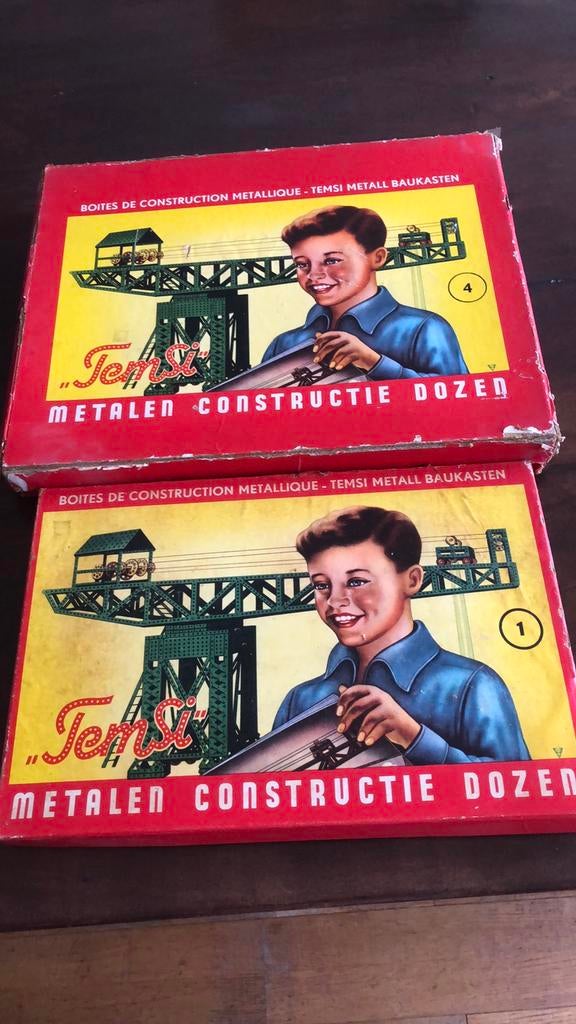 BOITES DE CONSTRUCTION METALLIQUE - TEMSI METALL BAUKASTEN
4
„TemSi"
METALEN CONSTRUCTIE DOZEN
BOITES DE CONSTRUCTION METALLIQUE - TEMSI METALL BAUKASTEN
1
„TemSi"
METALEN CONSTRUCTIE DOZEN